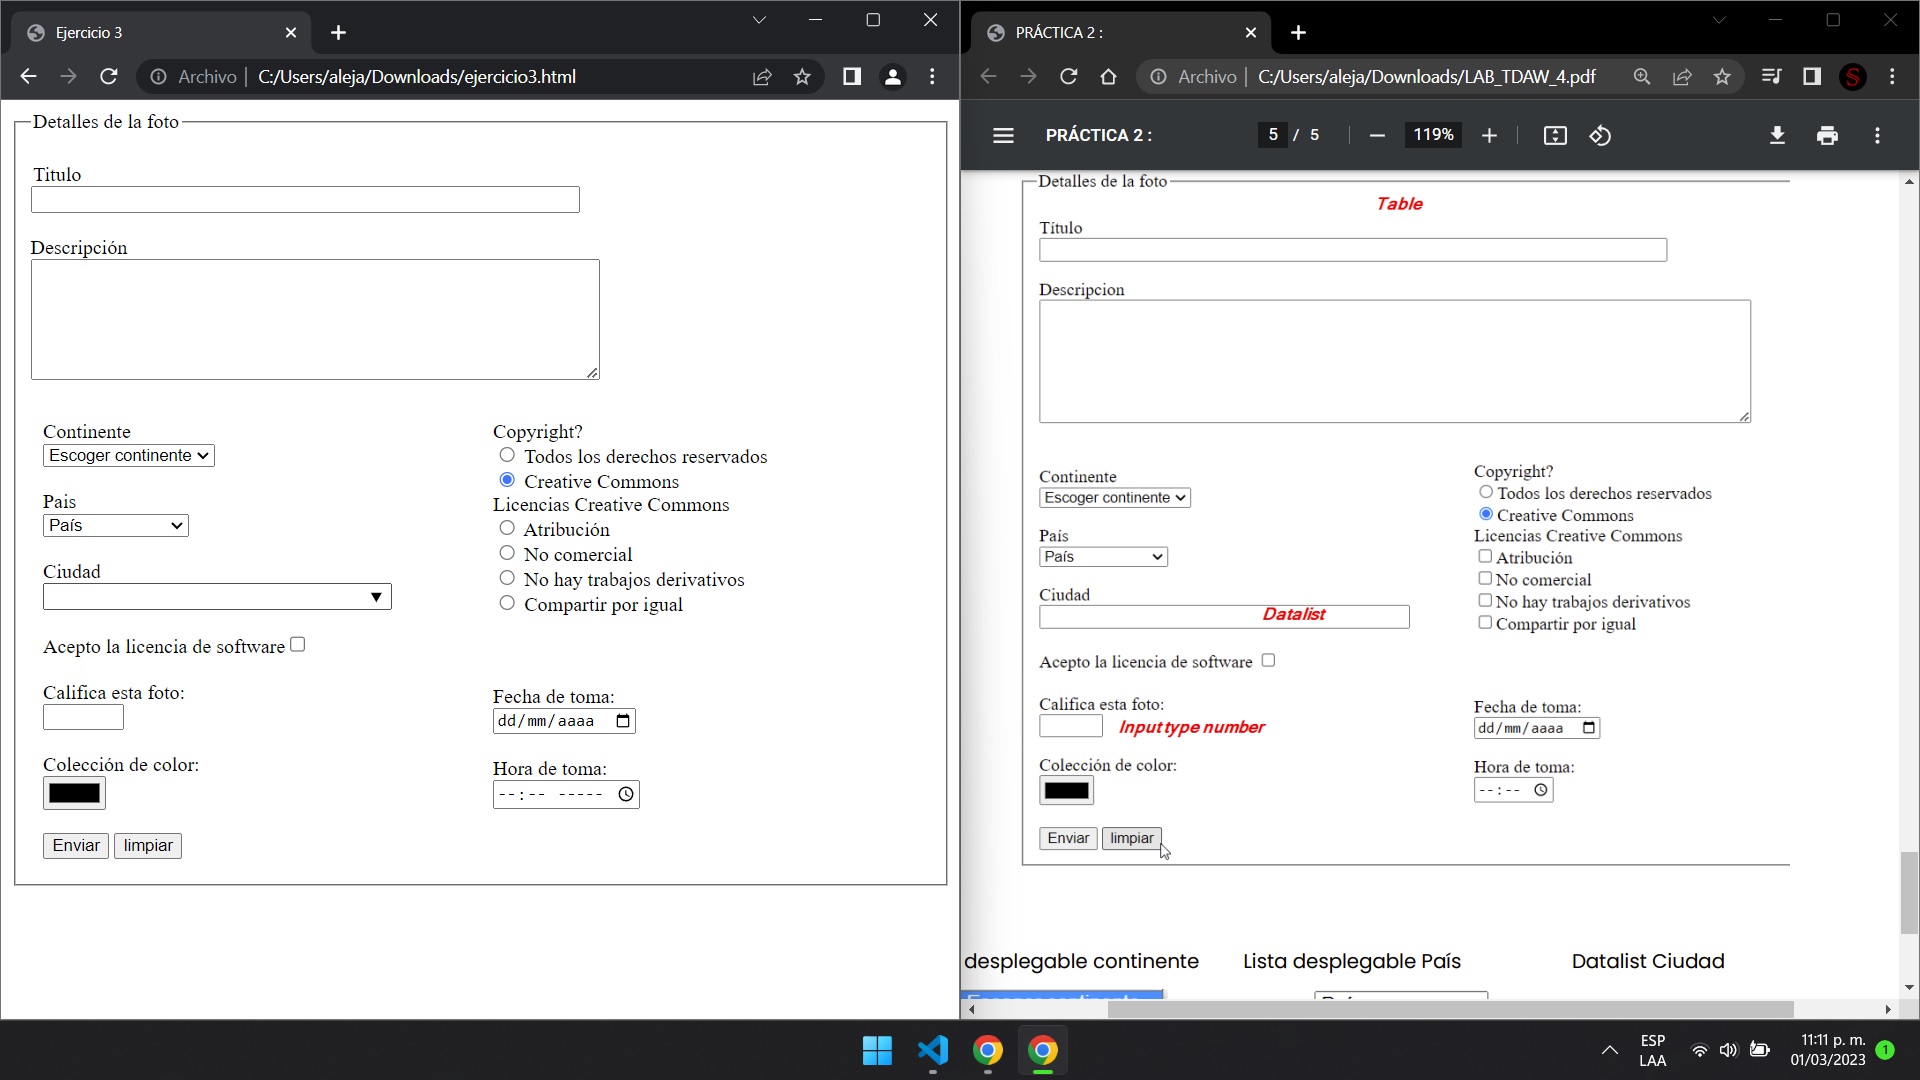 Ejercicio 3
Archivo | C:/Users/aleja/Downloads/ejercicio3.html
Detalles de la foto
Titulo
Descripción
Continente
Escoger continente
Pais
País
Ciudad
Acepto la licencia de software
Califica esta foto:
Colección de color:
Enviar limpiar
Copyright?
Todos los derechos reservados
Creative Commons
Licencias Creative Commons
Atribución
No comercial
No hay trabajos derivativos
Compartir por igual
Fecha de toma:
dd/mm/aaaa
Hora de toma:
--:-- -----
PRÁCTICA 2 :
Archivo | C:/Users/aleja/Downloads/LAB_TDAW_4.pdf
PRÁCTICA 2 : 5 / 5 119%
Detalles de la foto
Table
Título
Descripcion
Continente
Escoger continente
País
País
Ciudad
Datalist
Acepto la licencia de software
Califica esta foto:
Input type number
Colección de color:
Enviar limpiar
Copyright?
Todos los derechos reservados
Creative Commons
Licencias Creative Commons
Atribución
No comercial
No hay trabajos derivativos
Compartir por igual
Fecha de toma:
dd/mm/aaaa
Hora de toma:
--:--
desplegable continente Lista desplegable País Datalist Ciudad
ESP
LAA
11:11 p. m.
01/03/2023
1